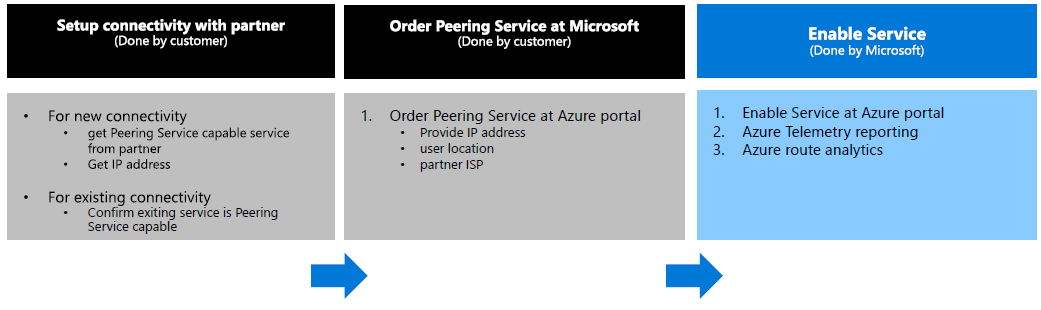 Setup connectivity with partner
(Done by customer)
• For new connectivity
• get Peering Service capable service
from partner
• Get IP address
• For existing connectivity
• Confirm exiting service is Peering
Service capable
Order Peering Service at Microsoft
(Done by customer)
1. Order Peering Service at Azure portal
• Provide IP address
• user location
• partner ISP
Enable Service
(Done by Microsoft)
1. Enable Service at Azure portal
2. Azure Telemetry reporting
3. Azure route analytics